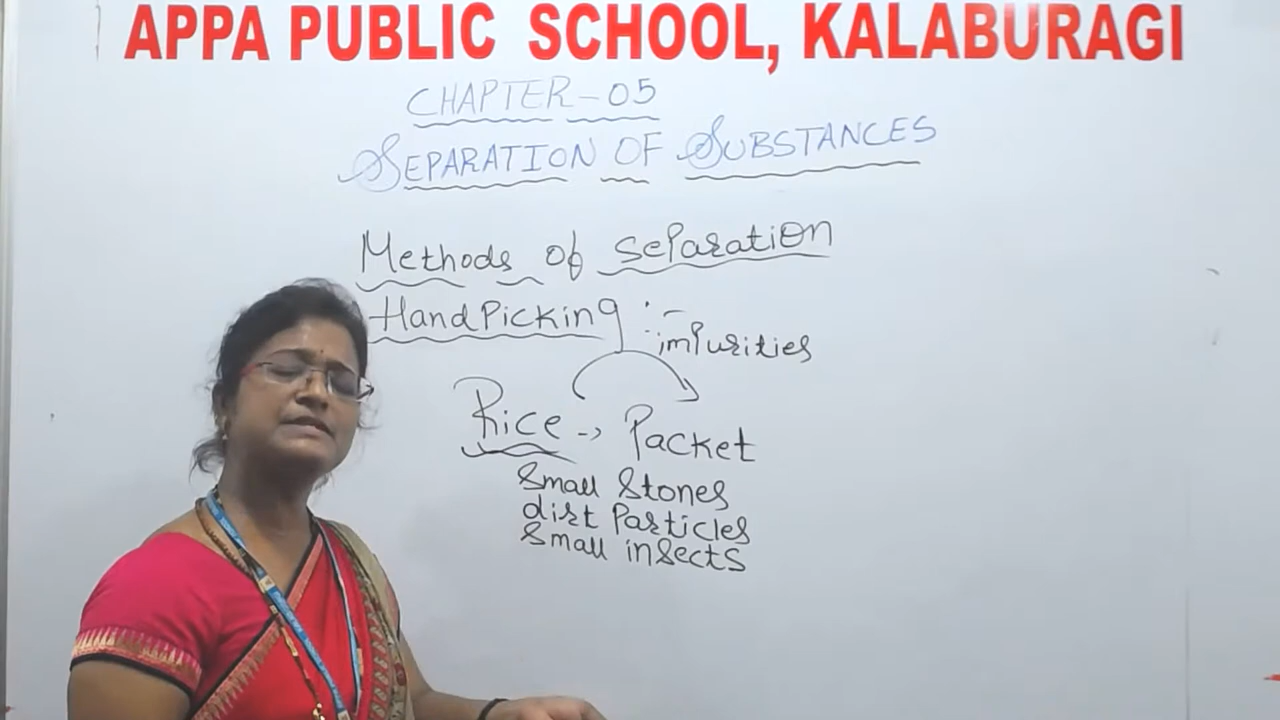 APPA PUBLIC SCHOOL, KALABURAGI
CHAPTER-05
SEPARATION OF SUBSTANCES
Methods of Separation
HandPicking :-
impurities
Rice -> Packet
Small Stones
dirt Particles
Small insects